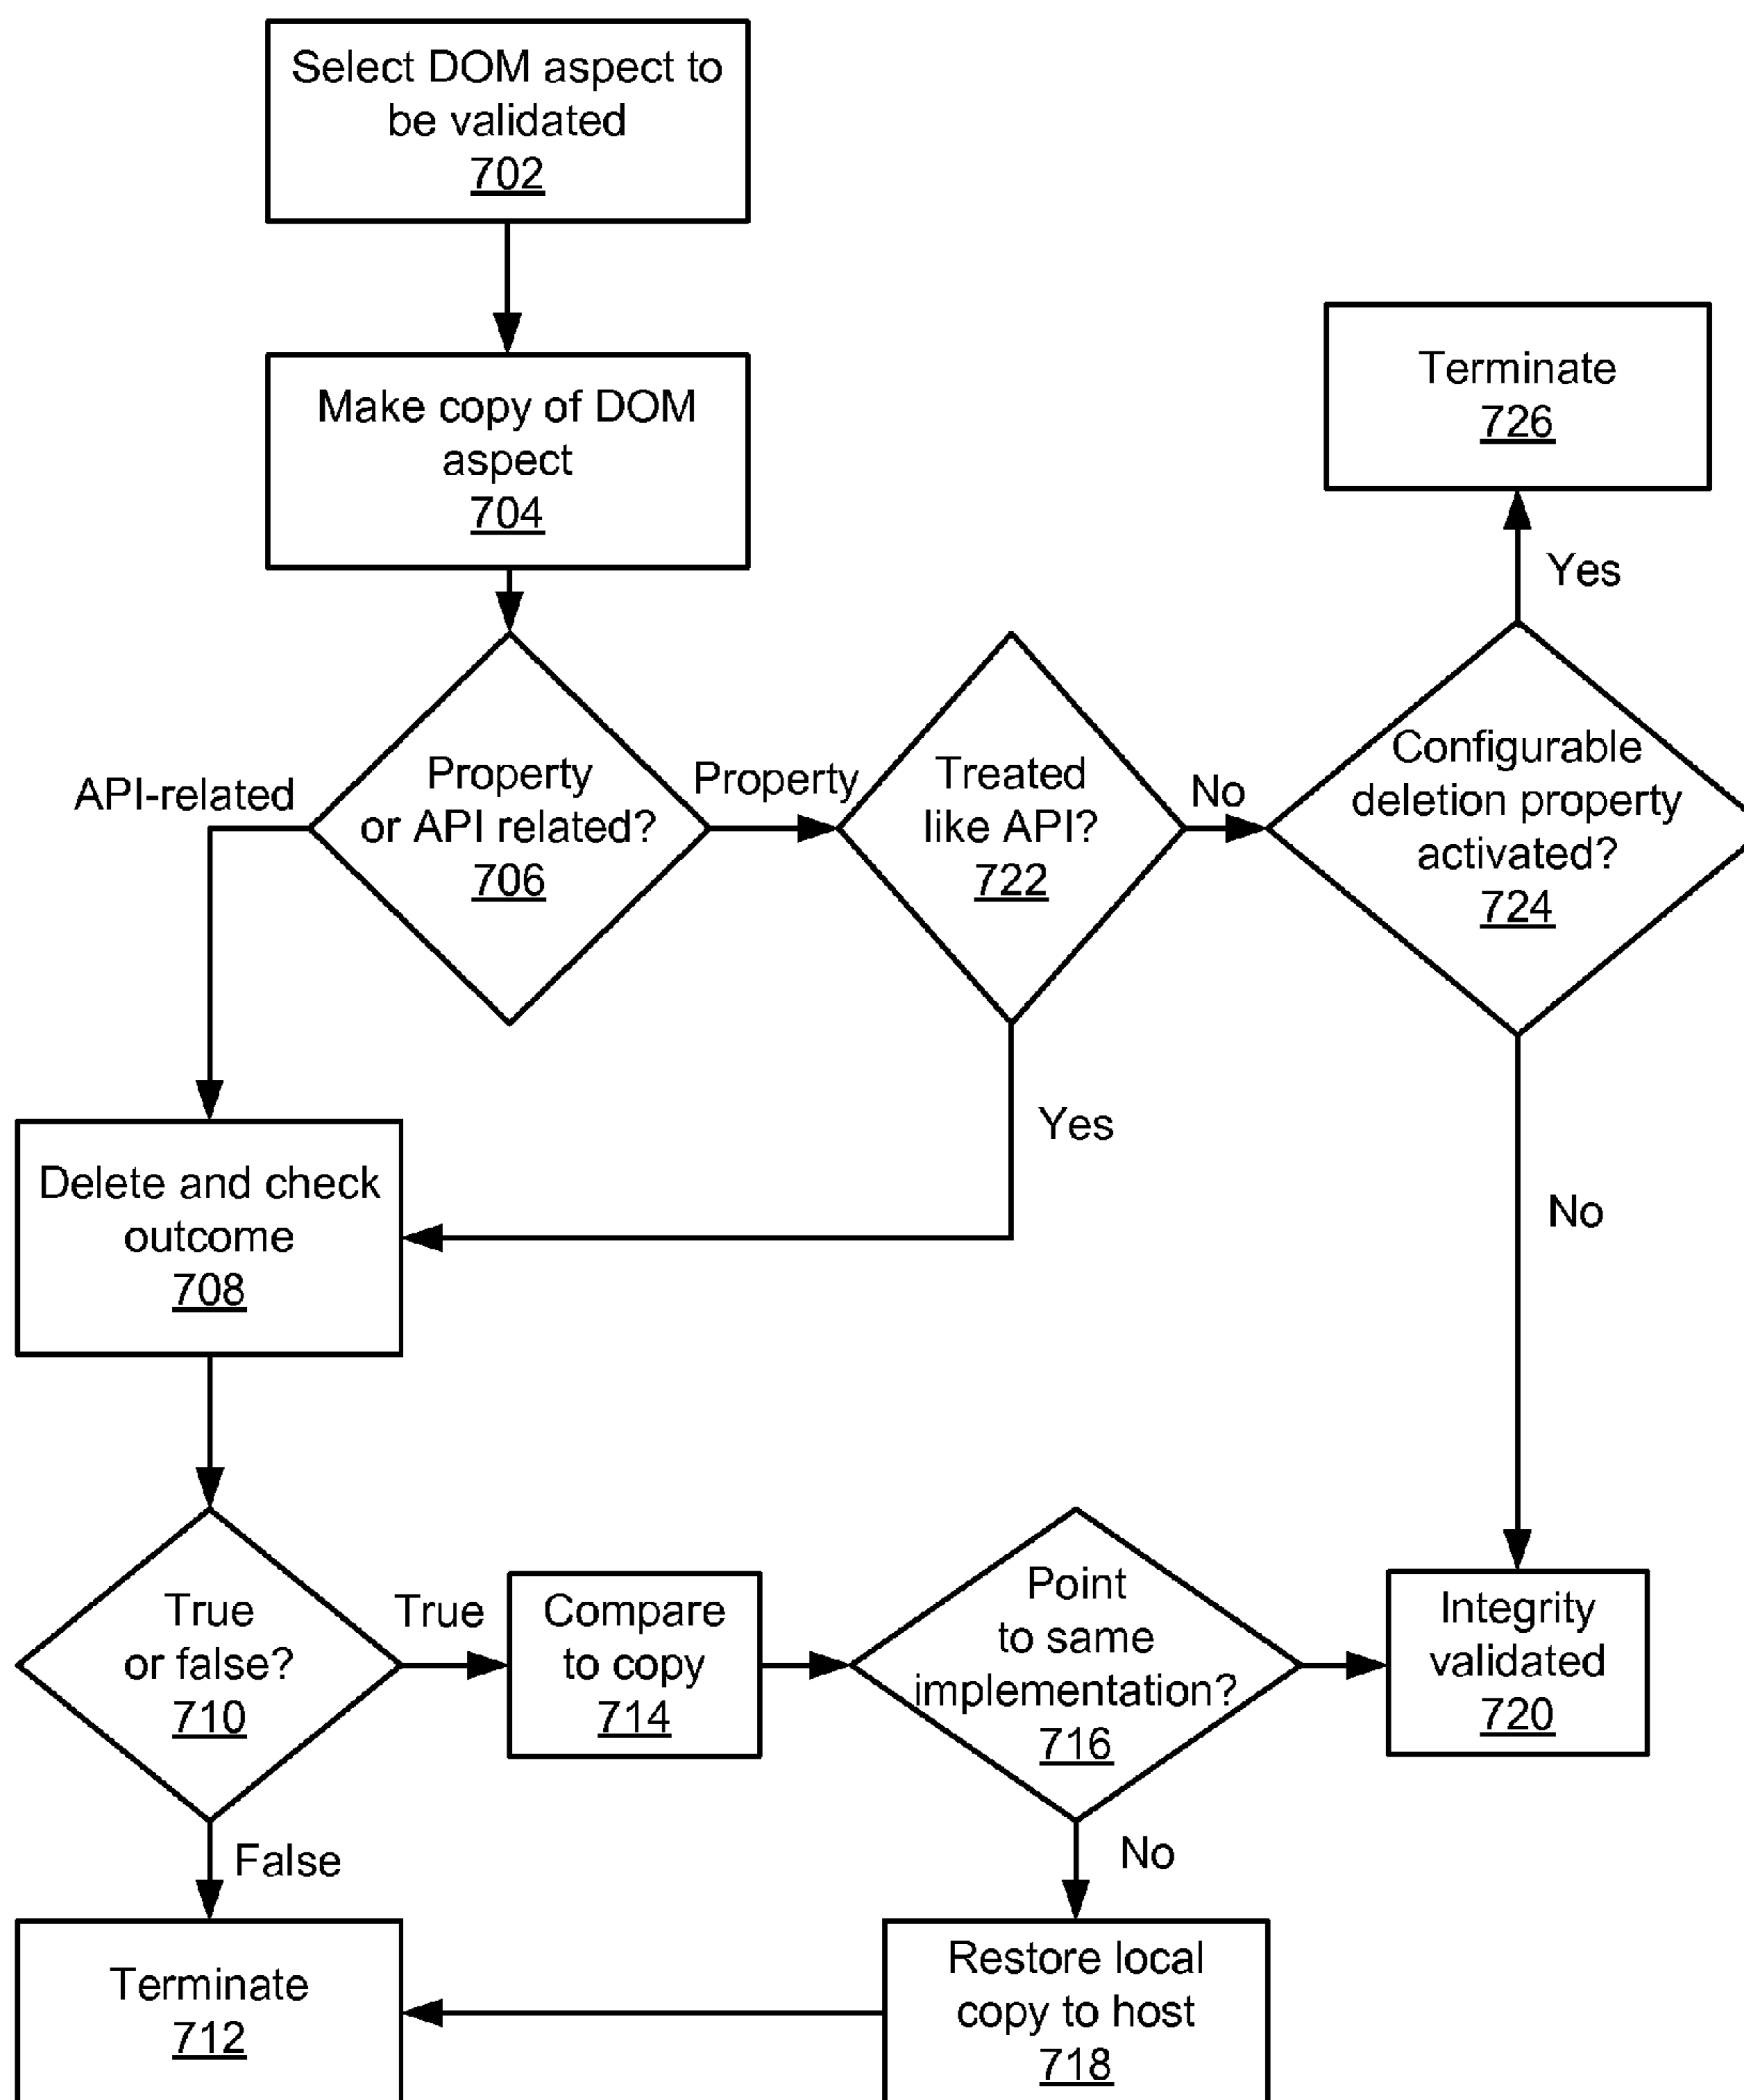 Select DOM aspect to
be validated
702
Make copy of DOM
aspect
704
Terminate
726
Yes
API-related
Property
or API related?
706
Property
Treated
like API?
722
No
Configurable
deletion property
activated?
724
Yes
No
Delete and check
outcome
708
True
or false?
710
True
Compare
to copy
714
Point
to same
implementation?
716
Integrity
validated
720
False
No
Terminate
712
Restore local
copy to host
718